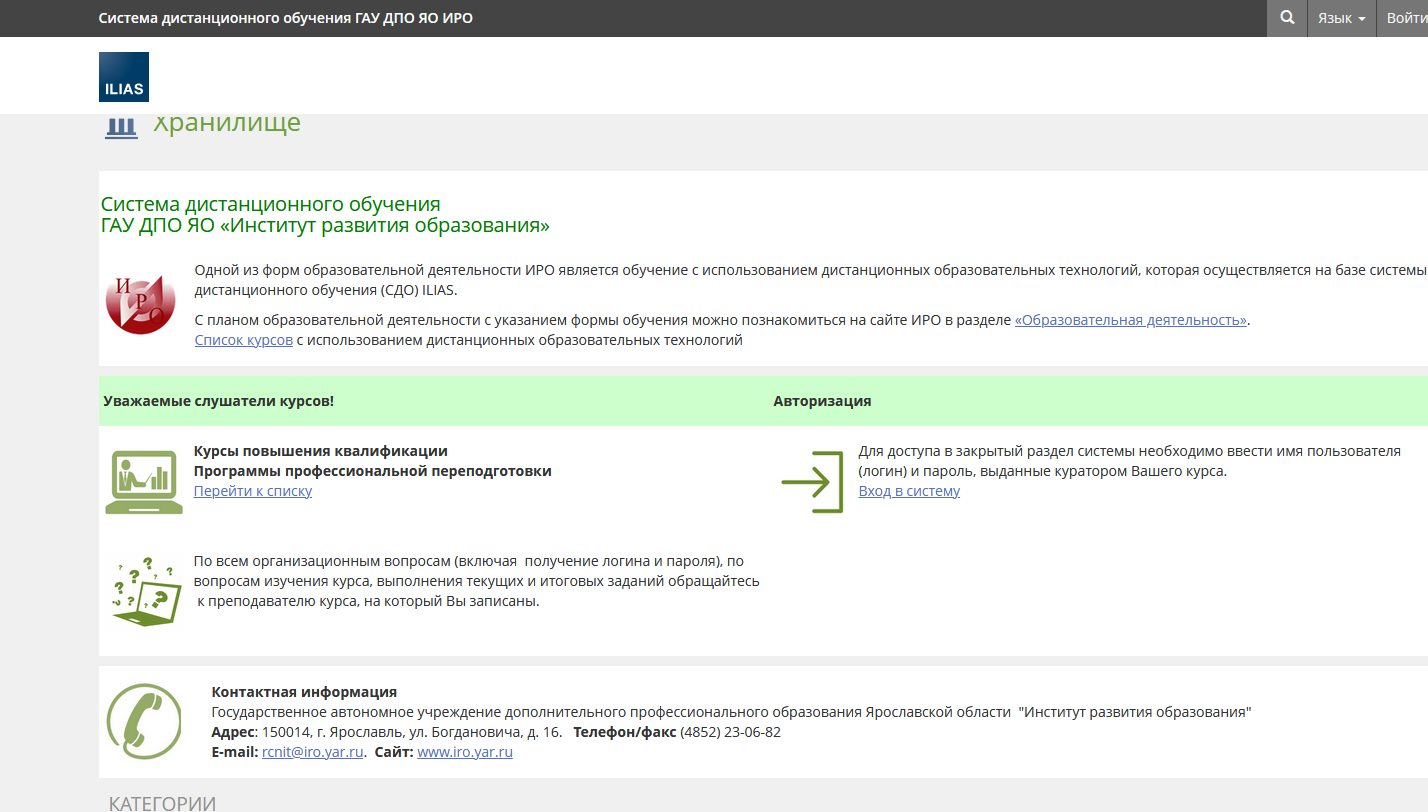 Система дистанционного обучения ГАУ ДПО ЯО ИРО
Язык
Войти
ILIAS
Хранилище
Система дистанционного обучения
ГАУ ДПО ЯО «Институт развития образования»
ИРО
Одной из форм образовательной деятельности ИРО является обучение с использованием дистанционных образовательных технологий, которая осуществляется на базе системы
дистанционного обучения (СДО) ILIAS.
С планом образовательной деятельности с указанием формы обучения можно познакомиться на сайте ИРО в разделе «Образовательная деятельность».
Список курсов с использованием дистанционных образовательных технологий
Уважаемые слушатели курсов!
Авторизация
Курсы повышения квалификации
Программы профессиональной переподготовки
Перейти к списку
Для доступа в закрытый раздел системы необходимо ввести имя пользователя
(логин) и пароль, выданные куратором Вашего курса.
Вход в систему
По всем организационным вопросам (включая  получение логина и пароля), по
вопросам изучения курса, выполнения текущих и итоговых заданий обращайтесь
к преподавателю курса, на который Вы записаны.
Контактная информация
Государственное автономное учреждение дополнительного профессионального образования Ярославской области  "Институт развития образования"
Адрес: 150014, г. Ярославль, ул. Богдановича, д. 16.   Телефон/факс (4852) 23-06-82
E-mail: rcnit@iro.yar.ru.  Сайт: www.iro.yar.ru
КАТЕГОРИИ